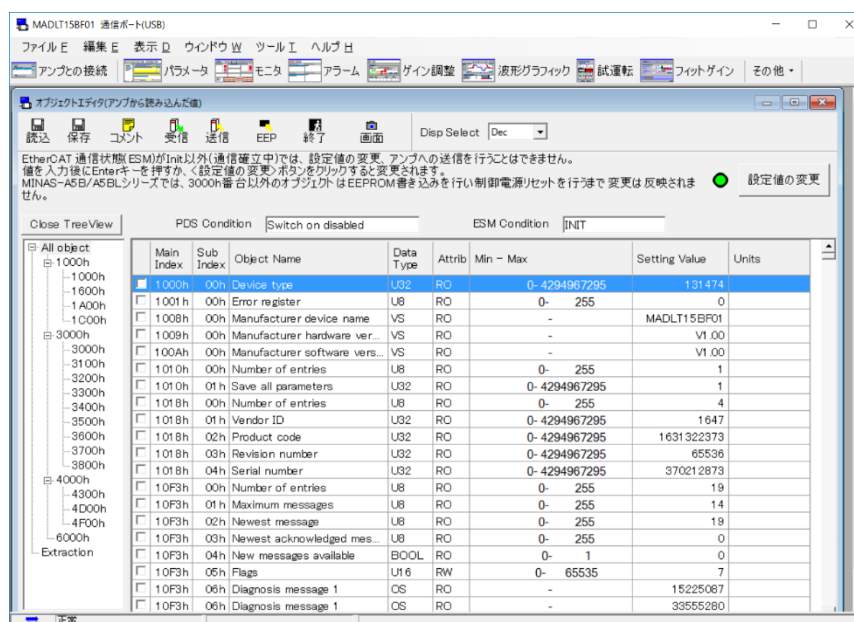 MADLT15BF01 通信ポート(USB)
ファイル F 編集 E 表示 D ウィンドウ W ツール T ヘルプ H
アンプとの接続 パラメータ モニタ アラーム ゲイン調整 波形グラフィック 試運転 フィットゲイン その他
オブジェクトエディタ(アンプから読み込んだ値)
読込 保存 コメント 受信 送信 EEP 終了 画面 Disp Select Dec
EtherCAT 通信状態(ESM)がInit以外(通信確立中)では、設定値の変更、アンプへの送信を行うことはできません。
値を入力後にEnterキーを押すか、<設定値の変更>ボタンをクリックすると変更されます。
MINAS-A5B/A5BLシリーズでは、3000h番台以外のオブジェクトはEEPROM書き込みを行い制御電源リセットを行うまで変更は反映されま
せん。
設定値の変更
Close TreeView PDS Condition Switch on disabled ESM Condition INIT
All object
1000h
1000h
1600h
1A00h
1C00h
3000h
3000h
3100h
3200h
3300h
3400h
3500h
3600h
3700h
3800h
4000h
4300h
4D00h
4F00h
6000h
Extraction
Main Index Sub Index Object Name Data Type Attrib Min - Max Setting Value Units
1000h 00h Device type U32 RO 0- 4294967295 131474
1001h 00h Error register U8 RO 0- 255 0
1008h 00h Manufacturer device name VS RO - MADLT15BF01
1009h 00h Manufacturer hardware ver... VS RO - V1.00
100Ah 00h Manufacturer software vers... VS RO - V1.00
1010h 00h Number of entries U8 RO 0- 255 1
1010h 01h Save all parameters U32 RO 0- 4294967295 1
1018h 00h Number of entries U8 RO 0- 255 4
1018h 01h Vendor ID U32 RO 0- 4294967295 1647
1018h 02h Product code U32 RO 0- 4294967295 1631322373
1018h 03h Revision number U32 RO 0- 4294967295 65536
1018h 04h Serial number U32 RO 0- 4294967295 370212873
10F3h 00h Number of entries U8 RO 0- 255 19
10F3h 01h Maximum messages U8 RO 0- 255 14
10F3h 02h Newest message U8 RO 0- 255 19
10F3h 03h Newest acknowledged mes... U8 RO 0- 255 0
10F3h 04h New messages available BOOL RO 0- 1 0
10F3h 05h Flags U16 RW 0- 65535 7
10F3h 06h Diagnosis message 1 OS RO - 15225087
10F3h 06h Diagnosis message 1 OS RO - 33555280
正常